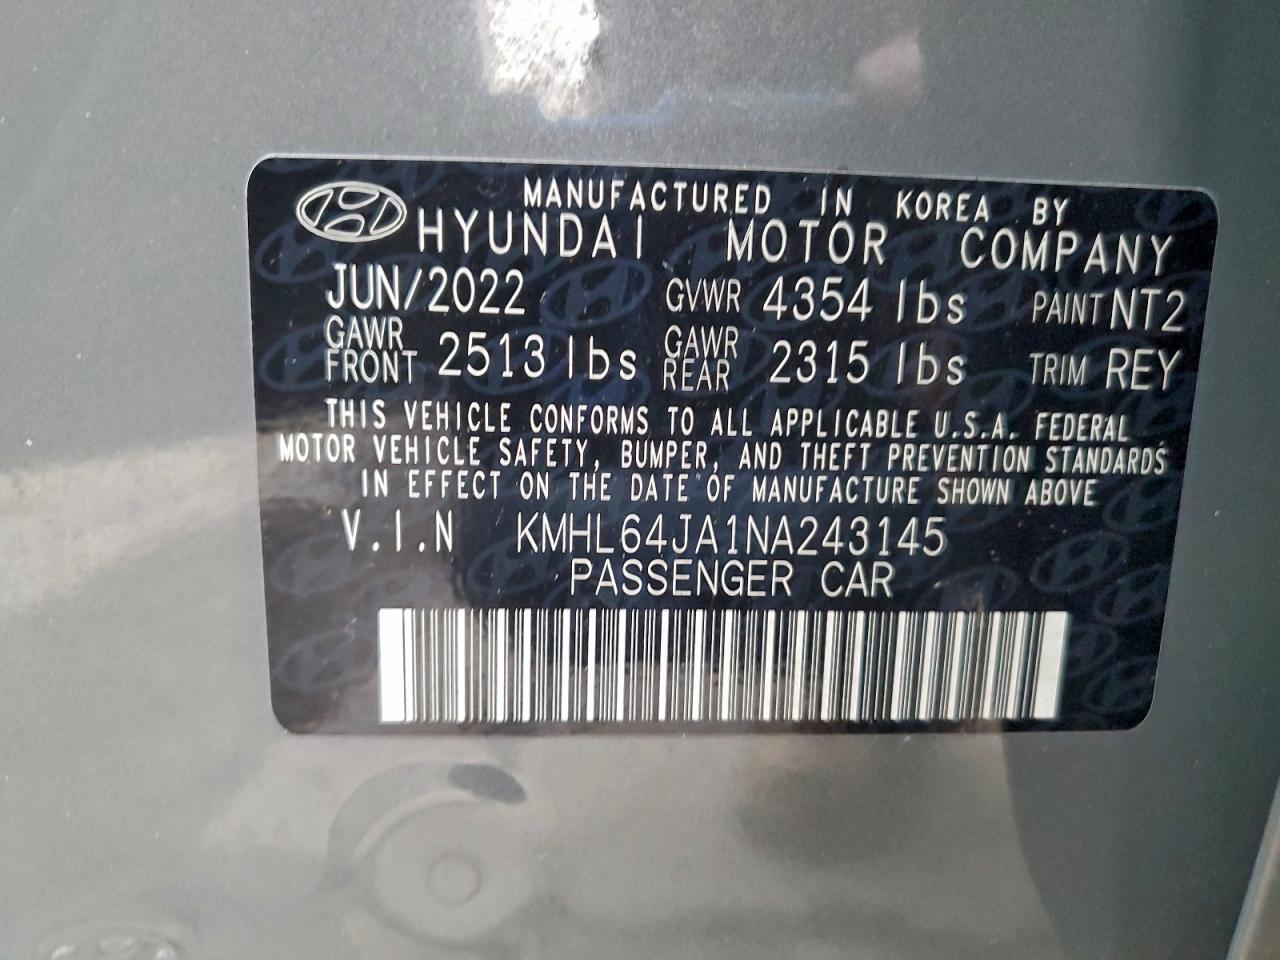 MANUFACTURED IN KOREA BY
HYUNDAI MOTOR COMPANY
JUN/2022 GVWR 4354 lbs PAINT NT2
GAWR FRONT 2513 lbs GAWR REAR 2315 lbs TRIM REY
THIS VEHICLE CONFORMS TO ALL APPLICABLE U.S.A. FEDERAL
MOTOR VEHICLE SAFETY, BUMPER, AND THEFT PREVENTION STANDARDS
IN EFFECT ON THE DATE OF MANUFACTURE SHOWN ABOVE
V.I.N KMHL64JA1NA243145
PASSENGER CAR